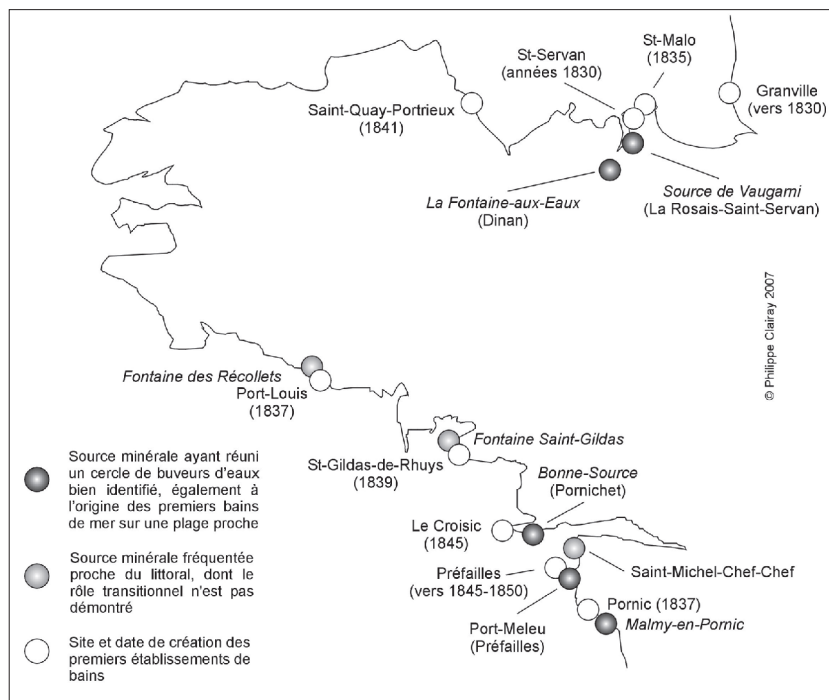 St-Malo
(1835)
St-Servan
(années 1830)
Granville
(vers 1830)
Saint-Quay-Portrieux
(1841)
La Fontaine-aux-Eaux
(Dinan)
Source de Vaugarni
(La Rosais-Saint-Servan)
© Philippe Clairay 2007
Fontaine des Récollets
Port-Louis
(1837)
Fontaine Saint-Gildas
St-Gildas-de-Rhuys
(1839)
Bonne-Source
(Pornichet)
Le Croisic
(1845)
Saint-Michel-Chef-Chef
Préfailles
(vers 1845-1850)
Pornic (1837)
Malmy-en-Pornic
Port-Meleu
(Préfailles)
Source minérale ayant réuni
un cercle de buveurs d'eaux
bien identifié, également à
l'origine des premiers bains
de mer sur une plage proche
Source minérale fréquentée
proche du littoral, dont le
rôle transitionnel n'est pas
démontré
Site et date de création des
premiers établissements de
bains